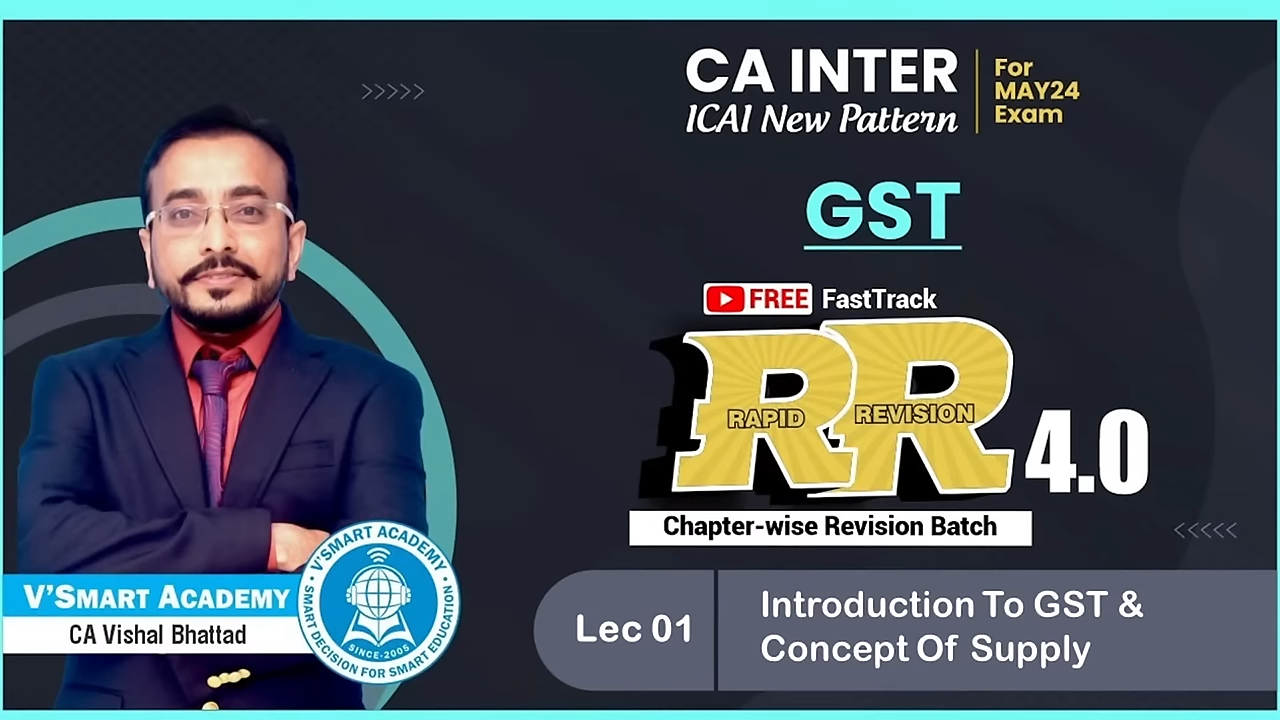 >>>>>
CA INTER
ICAI New Pattern
For
MAY24
Exam
GST
FREE FastTrack
RR 4.0
RAPID REVISION
Chapter-wise Revision Batch
<<<<<
Lec 01
Introduction To GST &
Concept Of Supply
V'SMART ACADEMY
CA Vishal Bhattad
• V'SMART ACADEMY •
SMART DECISION FOR SMART EDUCATION
SINCE-2005